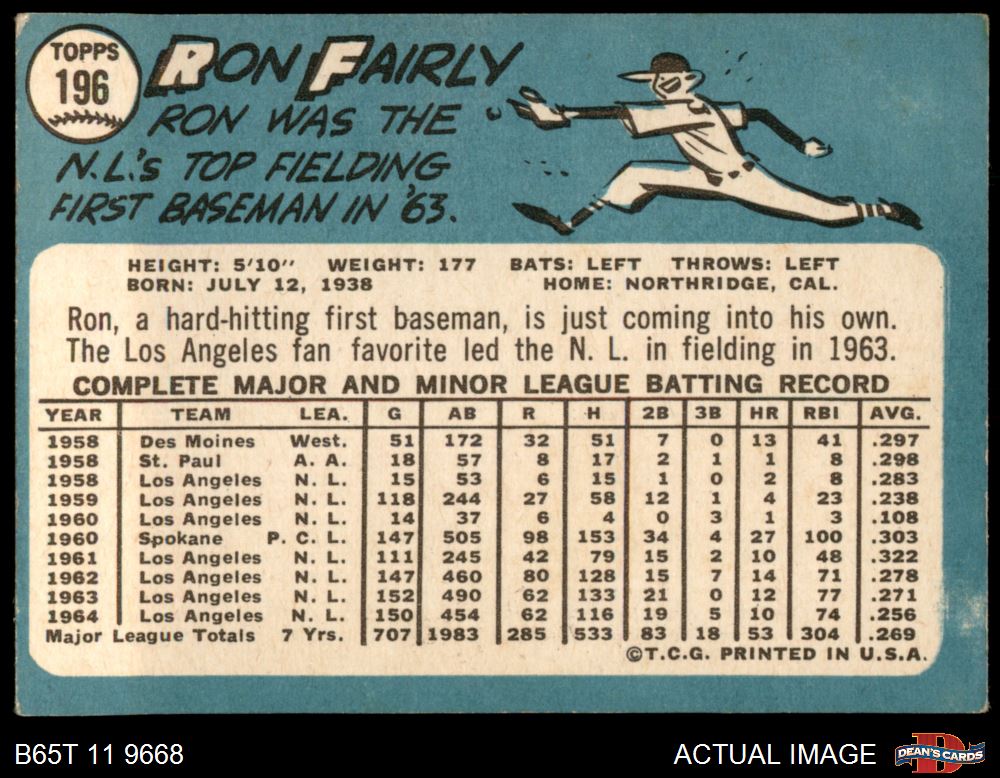 TOPPS
196
RON FAIRLY
RON WAS THE
N.L.'S TOP FIELDING
FIRST BASEMAN IN '63.
HEIGHT: 5'10" WEIGHT: 177 BATS: LEFT THROWS: LEFT
BORN: JULY 12, 1938 HOME: NORTHRIDGE, CAL.
Ron, a hard-hitting first baseman, is just coming into his own.
The Los Angeles fan favorite led the N. L. in fielding in 1963.
COMPLETE MAJOR AND MINOR LEAGUE BATTING RECORD
YEAR TEAM LEA. G AB R H 2B 3B HR RBI AVG.
1958 Des Moines West. 51 172 32 51 7 0 13 41 .297
1958 St. Paul A. A. 18 57 8 17 2 1 1 8 .298
1958 Los Angeles N. L. 15 53 6 15 1 0 2 8 .283
1959 Los Angeles N. L. 118 244 27 58 12 1 4 23 .238
1960 Los Angeles N. L. 14 37 6 4 0 3 1 3 .108
1960 Spokane P. C. L. 147 505 98 153 34 4 27 100 .303
1961 Los Angeles N. L. 111 245 42 79 15 2 10 48 .322
1962 Los Angeles N. L. 147 460 80 128 15 7 14 71 .278
1963 Los Angeles N. L. 152 490 62 133 21 0 12 77 .271
1964 Los Angeles N. L. 150 454 62 116 19 5 10 74 .256
Major League Totals 7 Yrs. 707 1983 285 533 83 18 53 304 .269
©T.C.G. PRINTED IN U.S.A.
B65T 11 9668
ACTUAL IMAGE
DEAN'S CARDS